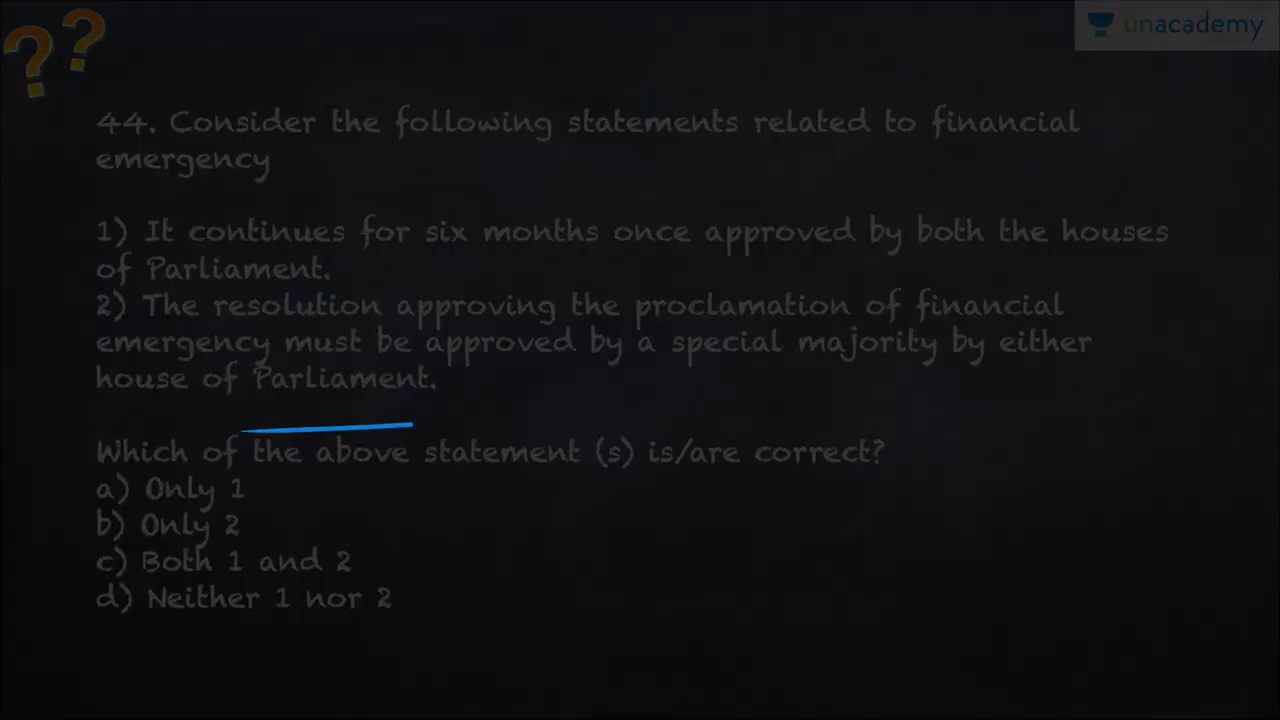 ??
unacademy
44. Consider the following statements related to financial
emergency
1) It continues for six months once approved by both the houses
of Parliament.
2) The resolution approving the proclamation of financial
emergency must be approved by a special majority by either
house of Parliament.
Which of the above statement (s) is/are correct?
a) Only 1
b) Only 2
c) Both 1 and 2
d) Neither 1 nor 2